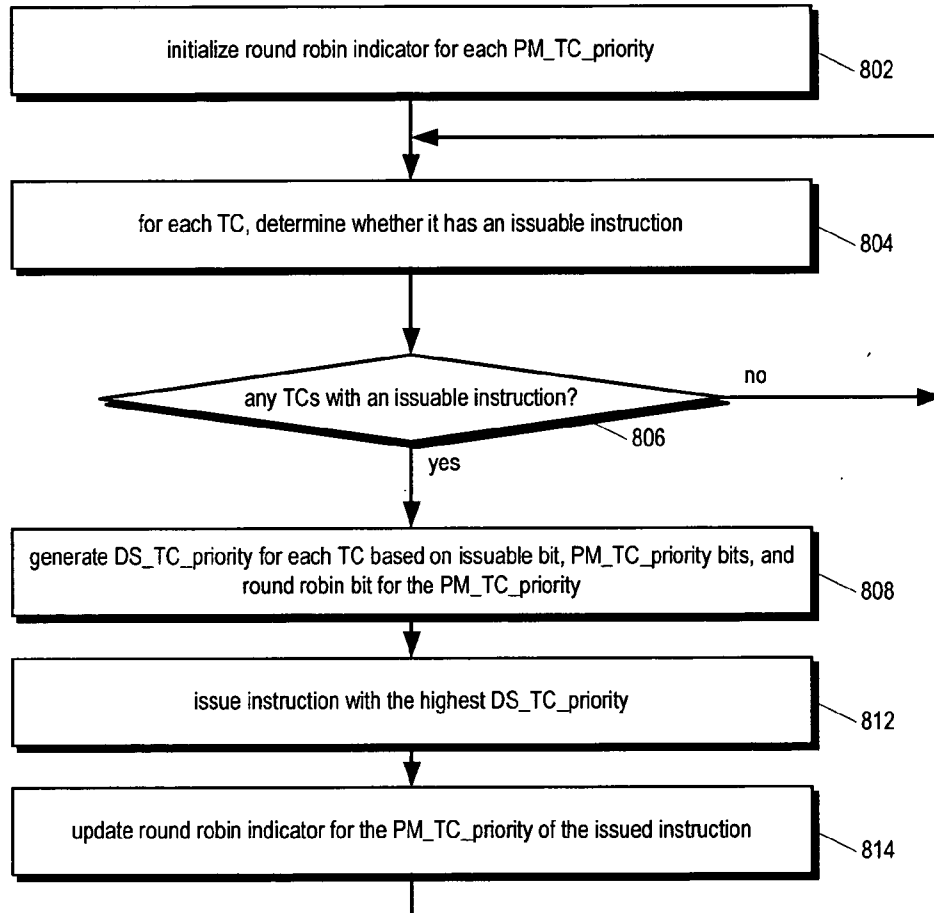 initialize round robin indicator for each PM_TC_priority
802
for each TC, determine whether it has an issuable instruction
804
any TCs with an issuable instruction?
no
806
yes
generate DS_TC_priority for each TC based on issuable bit, PM_TC_priority bits, and
round robin bit for the PM_TC_priority
808
issue instruction with the highest DS_TC_priority
812
update round robin indicator for the PM_TC_priority of the issued instruction
814